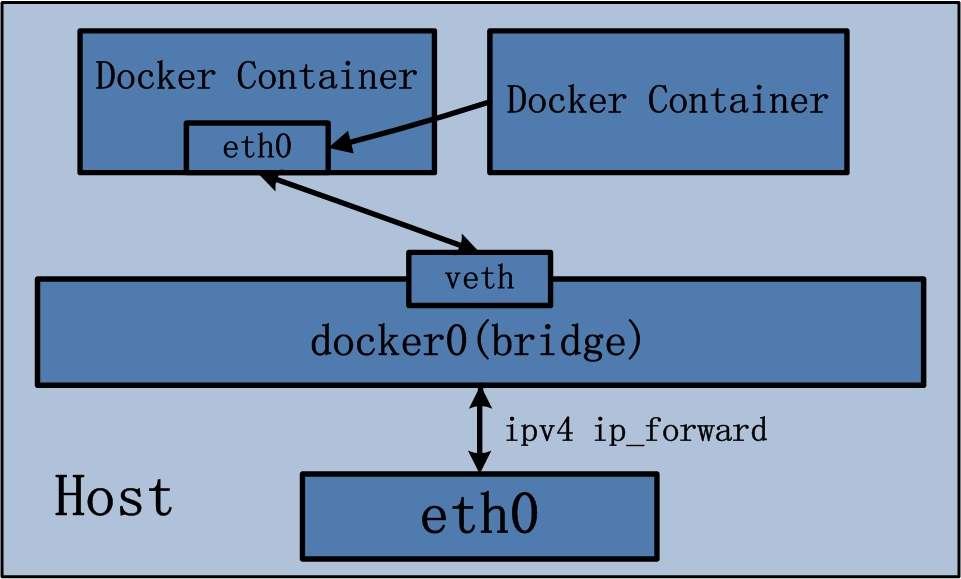 Docker Container
eth0
Docker Container
veth
docker0(bridge)
ipv4 ip_forward
Host
eth0